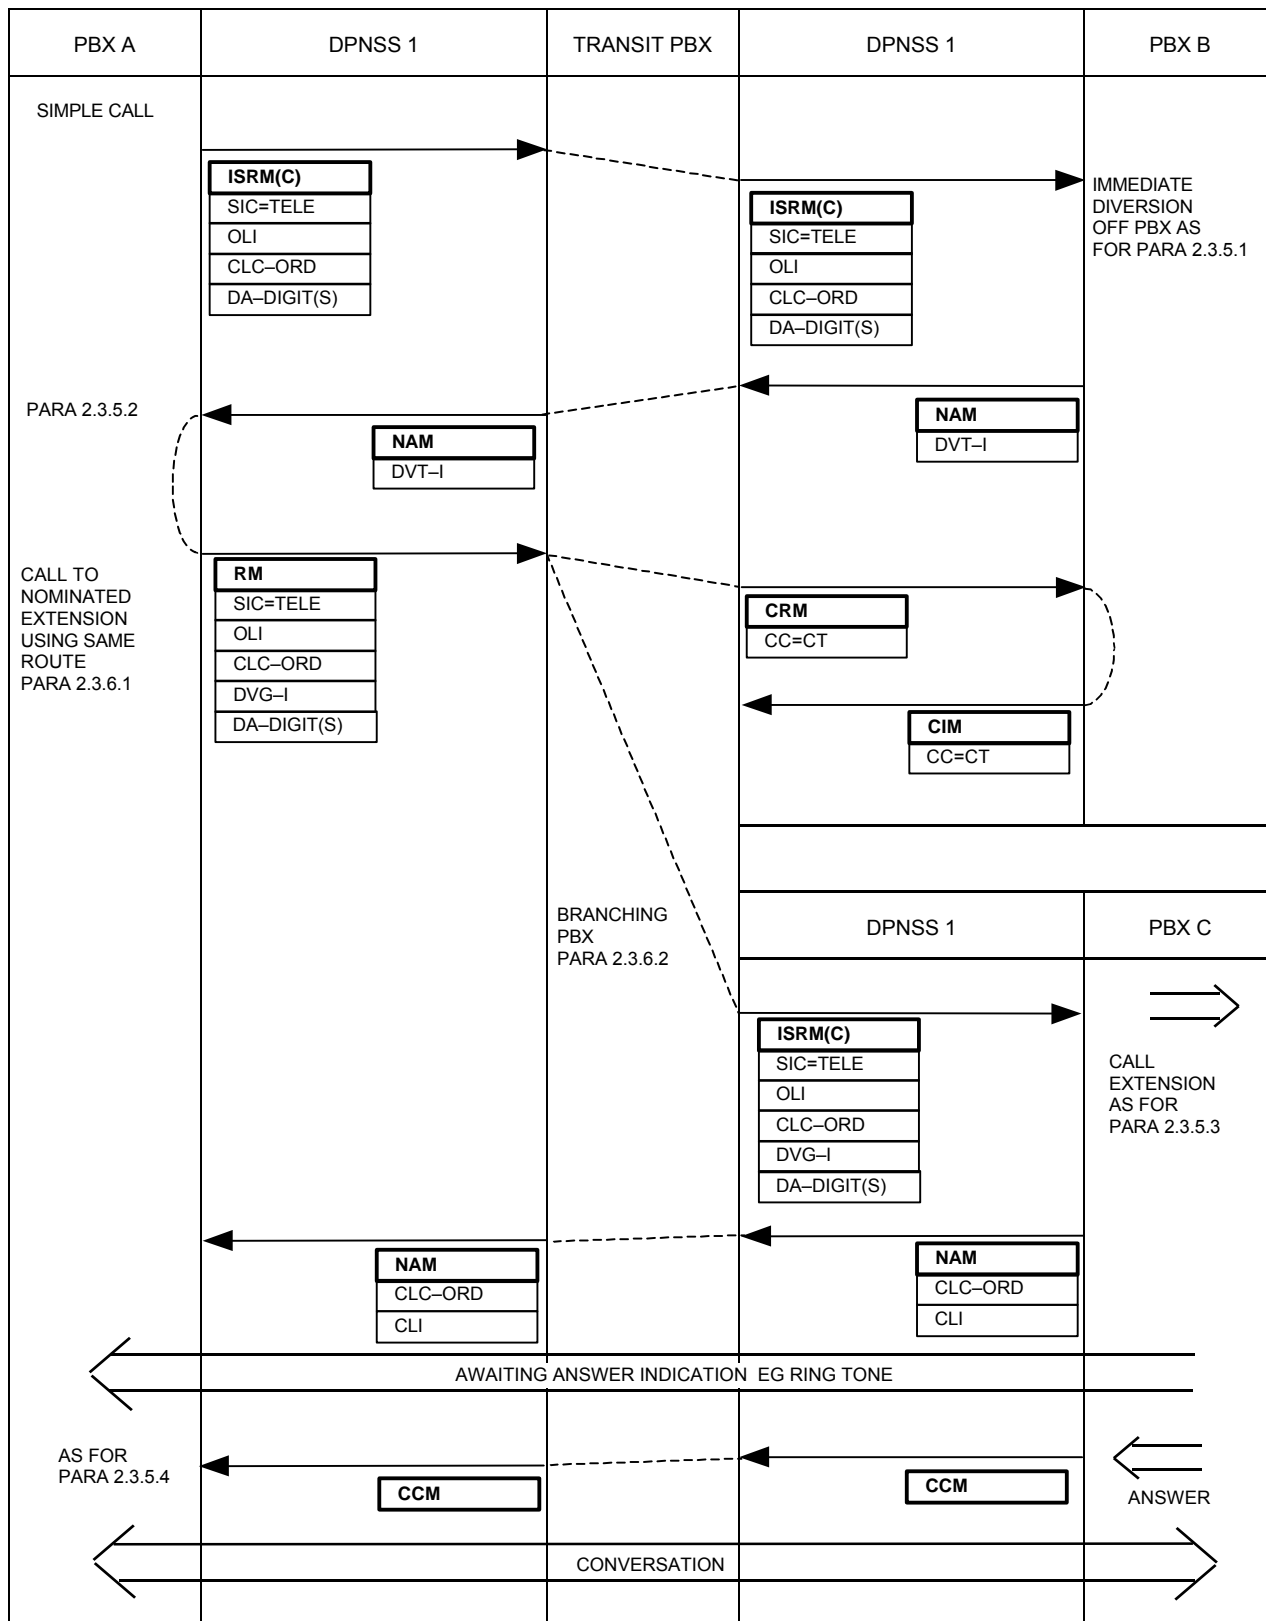 PBX A
DPNSS 1
TRANSIT PBX
DPNSS 1
PBX B
SIMPLE CALL
ISRM(C)
SIC=TELE
OLI
CLC–ORD
DA–DIGIT(S)
ISRM(C)
SIC=TELE
OLI
CLC–ORD
DA–DIGIT(S)
IMMEDIATE
DIVERSION
OFF PBX AS
FOR PARA 2.3.5.1
PARA 2.3.5.2
NAM
DVT–I
NAM
DVT–I
CALL TO
NOMINATED
EXTENSION
USING SAME
ROUTE
PARA 2.3.6.1
RM
SIC=TELE
OLI
CLC–ORD
DVG–I
DA–DIGIT(S)
CRM
CC=CT
CIM
CC=CT
BRANCHING
PBX
PARA 2.3.6.2
DPNSS 1
PBX C
ISRM(C)
SIC=TELE
OLI
CLC–ORD
DVG–I
DA–DIGIT(S)
CALL
EXTENSION
AS FOR
PARA 2.3.5.3
NAM
CLC–ORD
CLI
NAM
CLC–ORD
CLI
AWAITING ANSWER INDICATION EG RING TONE
AS FOR
PARA 2.3.5.4
CCM
CCM
ANSWER
CONVERSATION